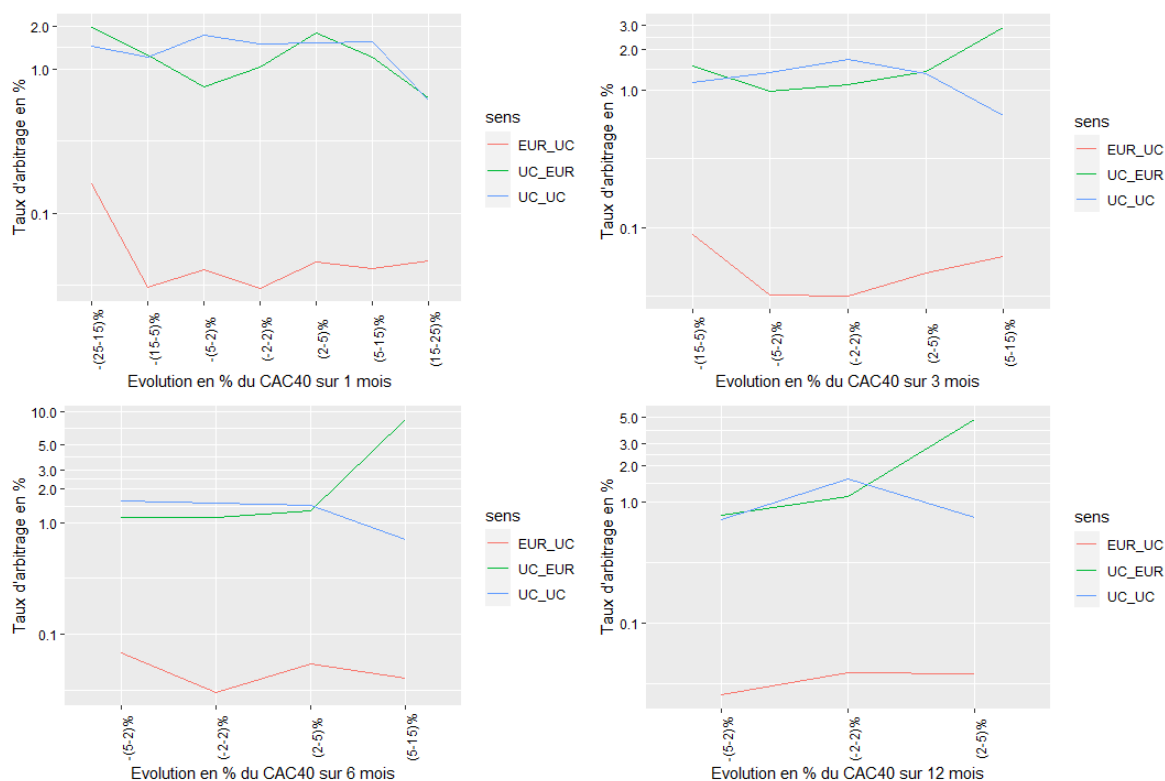 Taux d'arbitrage en %
2.0
1.0
0.1
-(25-15)%
-(15-5)%
-(5-2)%
(-2-2)%
(2-5)%
(5-15)%
(15-25)%
Evolution en % du CAC40 sur 1 mois
sens
EUR_UC
UC_EUR
UC_UC
Taux d'arbitrage en %
3.0
2.0
1.0
0.1
-(15-5)%
-(5-2)%
(-2-2)%
(2-5)%
(5-15)%
Evolution en % du CAC40 sur 3 mois
sens
EUR_UC
UC_EUR
UC_UC
Taux d'arbitrage en %
10.0
5.0
3.0
2.0
1.0
0.1
-(5-2)%
(-2-2)%
(2-5)%
(5-15)%
Evolution en % du CAC40 sur 6 mois
sens
EUR_UC
UC_EUR
UC_UC
Taux d'arbitrage en %
5.0
3.0
2.0
1.0
0.1
-(5-2)%
(-2-2)%
(2-5)%
Evolution en % du CAC40 sur 12 mois
sens
EUR_UC
UC_EUR
UC_UC